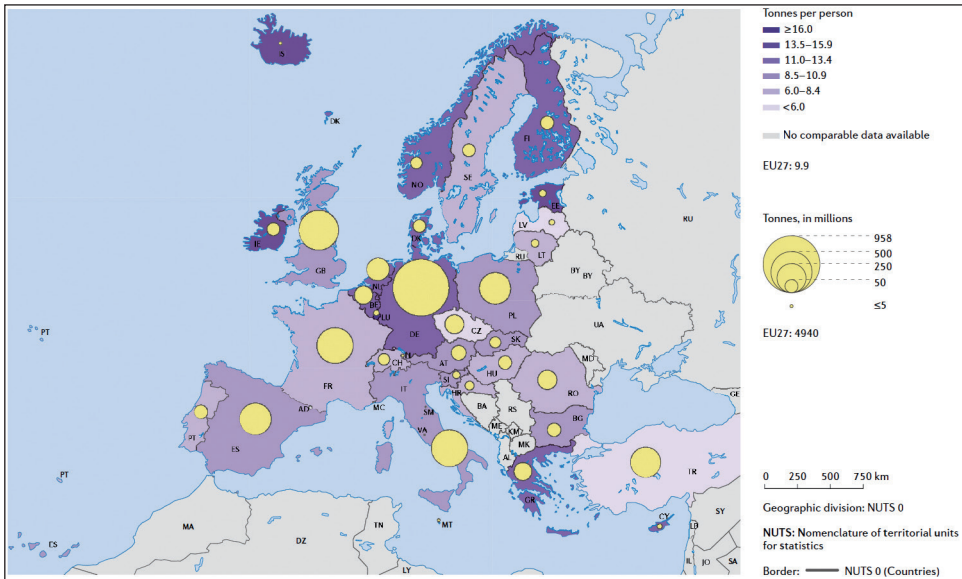 Tonnes per person
≥16.0
13.5–15.9
11.0–13.4
8.5–10.9
6.0–8.4
<6.0
No comparable data available
EU27: 9.9
Tonnes, in millions
958
500
250
50
≤5
EU27: 4940
0 250 500 750 km
Geographic division: NUTS 0
NUTS: Nomenclature of territorial units
for statistics
Border: NUTS 0 (Countries)
IS
DK
NO
SE
FI
RU
EE
LV
LT
RU
IE
GB
DK
NL
BE
LU
DE
PL
BY
BY
UA
CZ
SK
FR
CH
LI
AT
HU
SI
HR
RO
MD
PT
AD
MC
IT
SM
VA
BA
RS
ME
KM
MK
AL
BG
GE
PT
ES
GR
TR
CY
MT
PT
ES
MA
DZ
TN
LY
SY
LB
IL
JO
SA